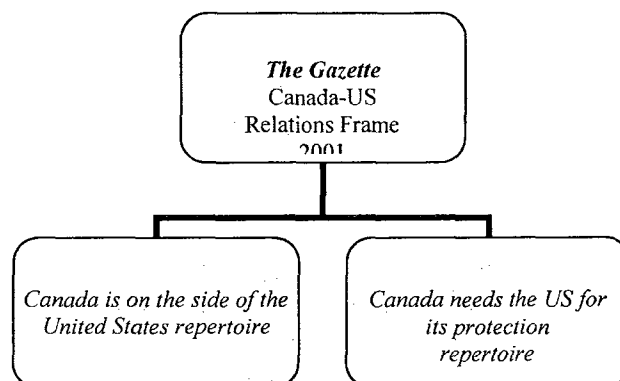 The Gazette
Canada-US
Relations Frame
2001
Canada is on the side of the
United States repertoire
Canada needs the US for
its protection
repertoire